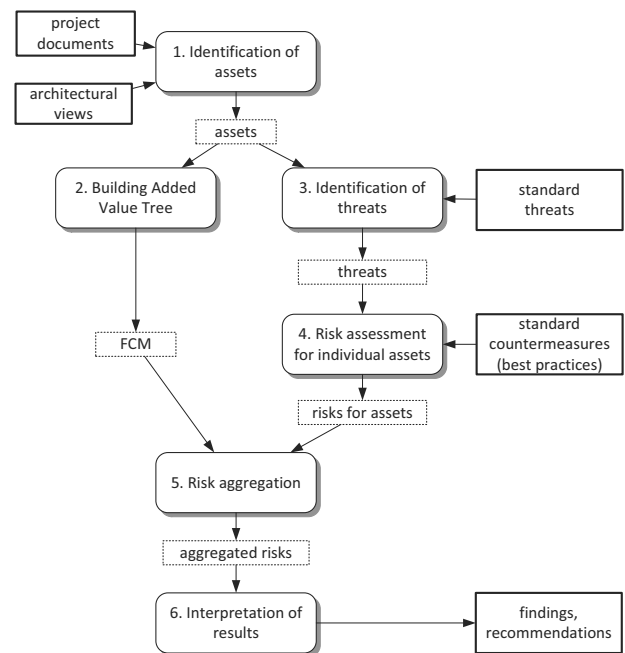 project
documents
1. Identification of
assets
architectural
views
assets
2. Building Added
Value Tree
3. Identification of
threats
standard
threats
threats
FCM
4. Risk assessment
for individual assets
standard
countermeasures
(best practices)
risks for assets
5. Risk aggregation
aggregated risks
6. Interpretation of
results
findings,
recommendations